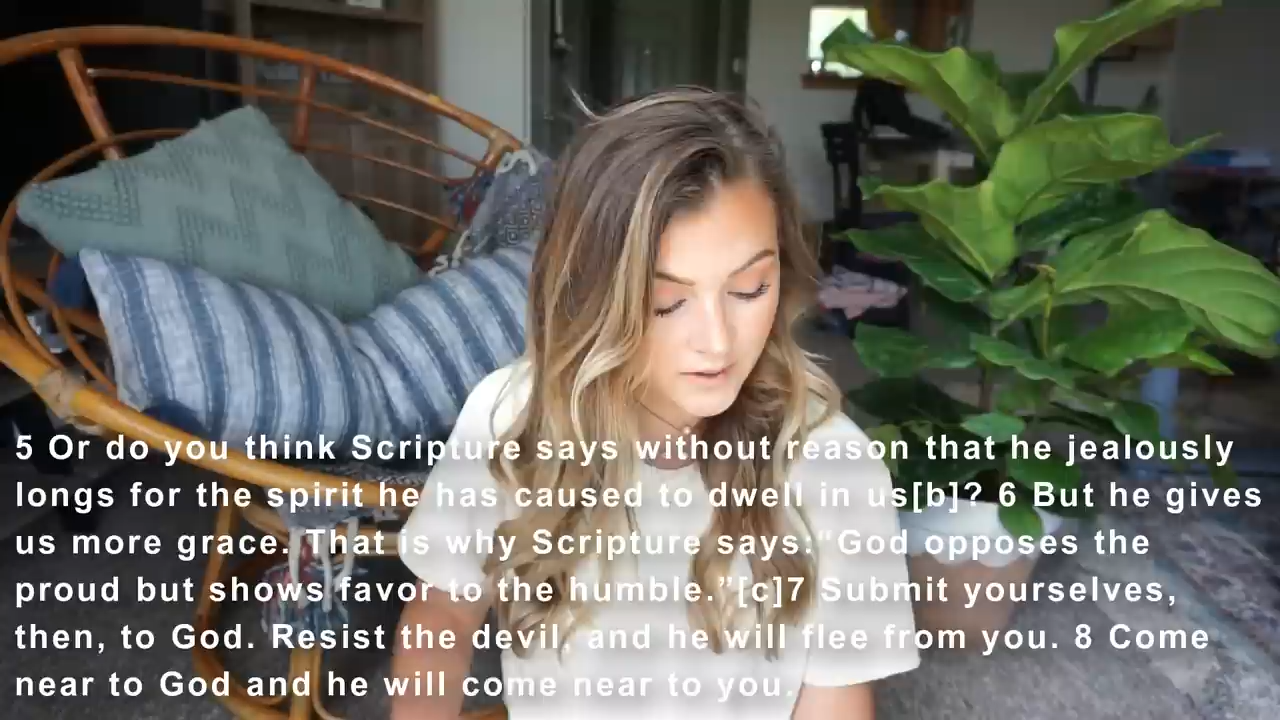 5 Or do you think Scripture says without reason that he jealously
longs for the spirit he has caused to dwell in us[b]? 6 But he gives
us more grace. That is why Scripture says:"God opposes the
proud but shows favor to the humble.”[c]7 Submit yourselves,
then, to God. Resist the devil, and he will flee from you. 8 Come
near to God and he will come near to you.